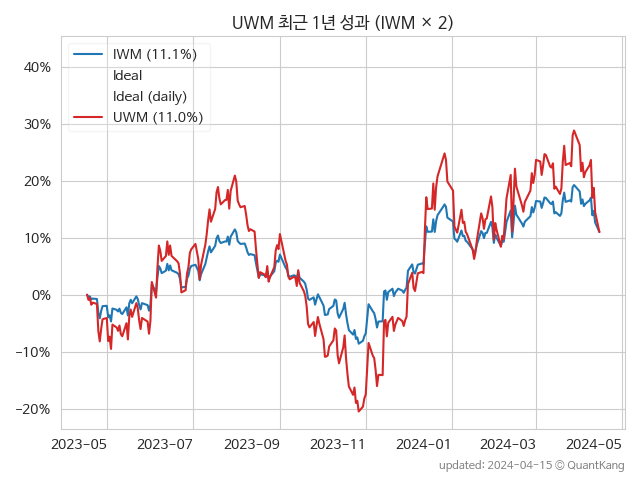 UWM 최근 1년 성과 (IWM × 2)
IWM (11.1%)
Ideal
Ideal (daily)
UWM (11.0%)
40%
30%
20%
10%
0%
−10%
−20%
2023-05 2023-07 2023-09 2023-11 2024-01 2024-03 2024-05
updated: 2024-04-15 © QuantKang